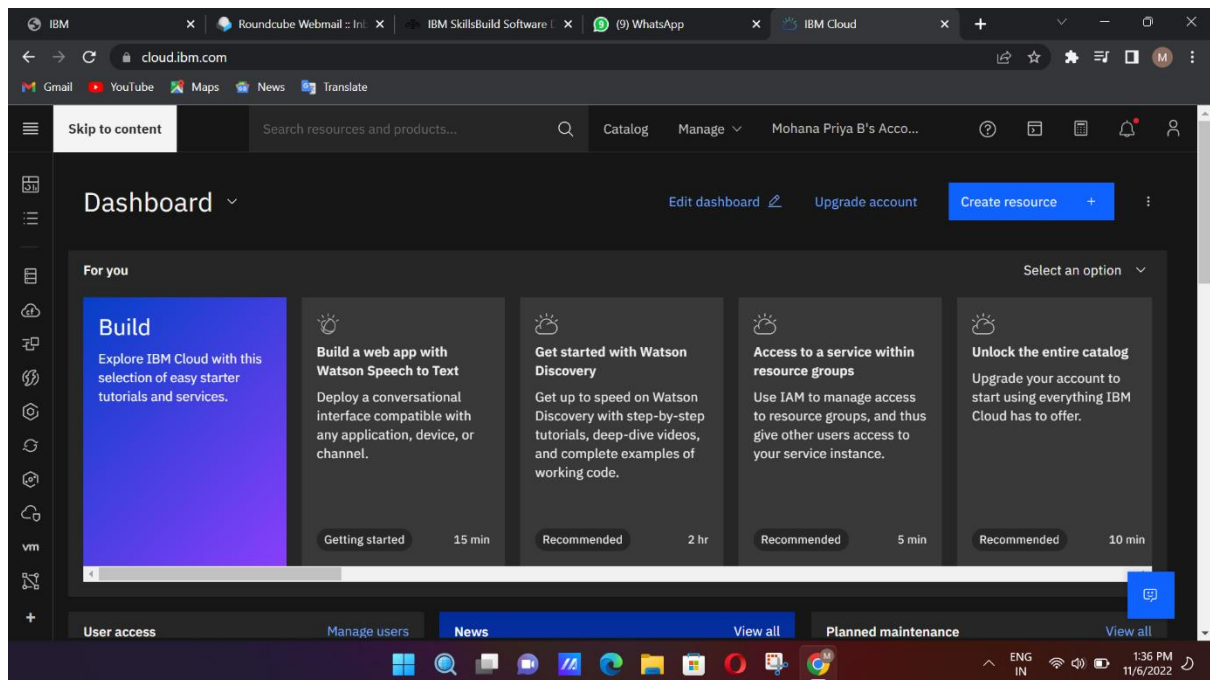 IBM
Roundcube Webmail :: Inl
IBM SkillsBuild Software D
(9) WhatsApp
IBM Cloud
cloud.ibm.com
M
Gmail
YouTube
Maps
News
Translate
Skip to content
Search resources and products...
Catalog
Manage
Mohana Priya B's Acco...
Dashboard
Edit dashboard
Upgrade account
Create resource +
For you
Select an option
Build
Explore IBM Cloud with this
selection of easy starter
tutorials and services.
Build a web app with
Watson Speech to Text
Deploy a conversational
interface compatible with
any application, device, or
channel.
Getting started
15 min
Get started with Watson
Discovery
Get up to speed on Watson
Discovery with step-by-step
tutorials, deep-dive videos,
and complete examples of
working code.
Recommended
2 hr
Access to a service within
resource groups
Use IAM to manage access
to resource groups, and thus
give other users access to
your service instance.
Recommended
5 min
Unlock the entire catalog
Upgrade your account to
start using everything IBM
Cloud has to offer.
Recommended
10 min
vm
User access
Manage users
News
View all
Planned maintenance
View all
ENG
IN
1:36 PM
11/6/2022